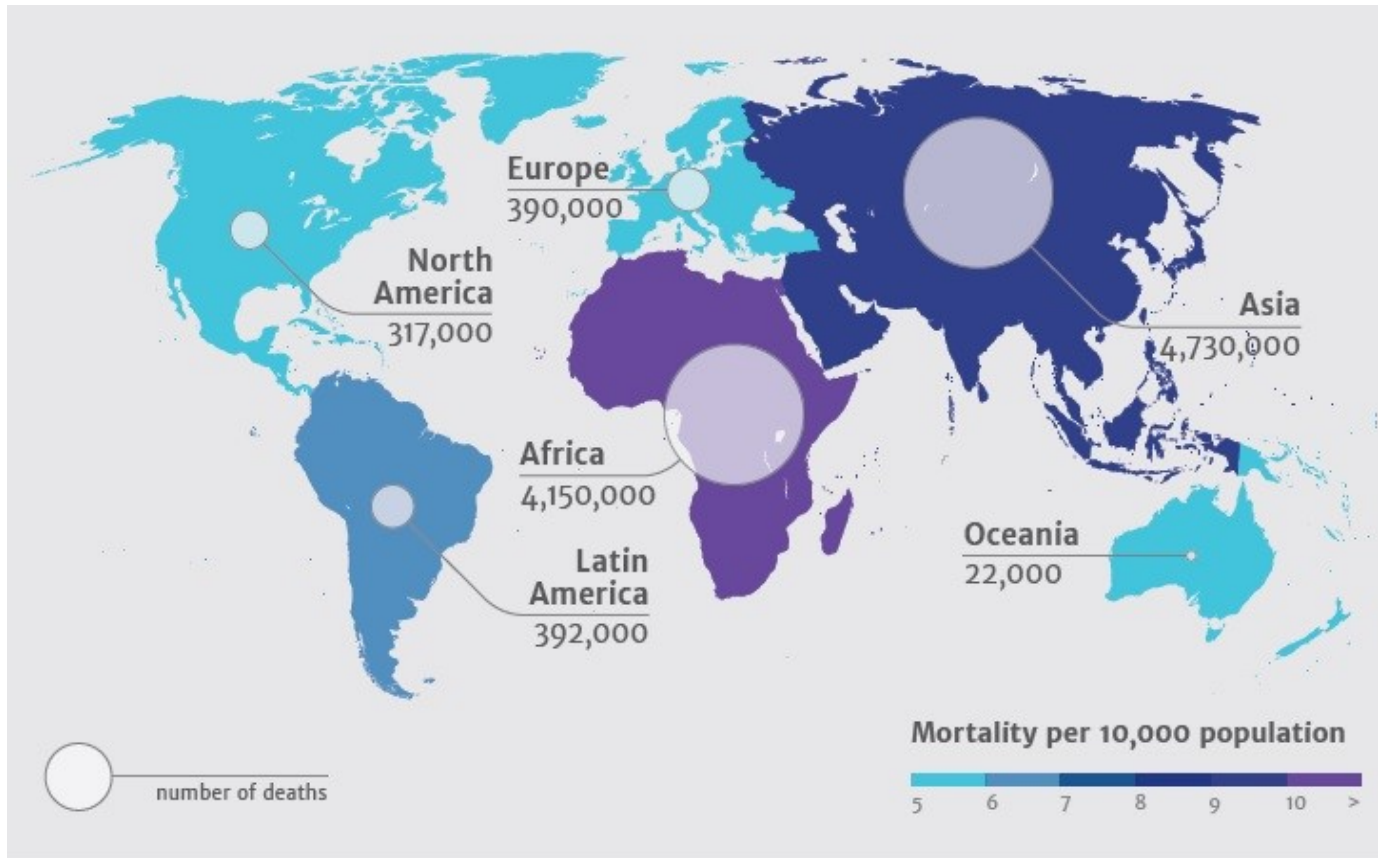 Europe
390,000
North
America
317,000
Asia
4,730,000
Africa
4,150,000
Oceania
22,000
Latin
America
392,000
Mortality per 10,000 population
5 6 7 8 9 10 >
number of deaths